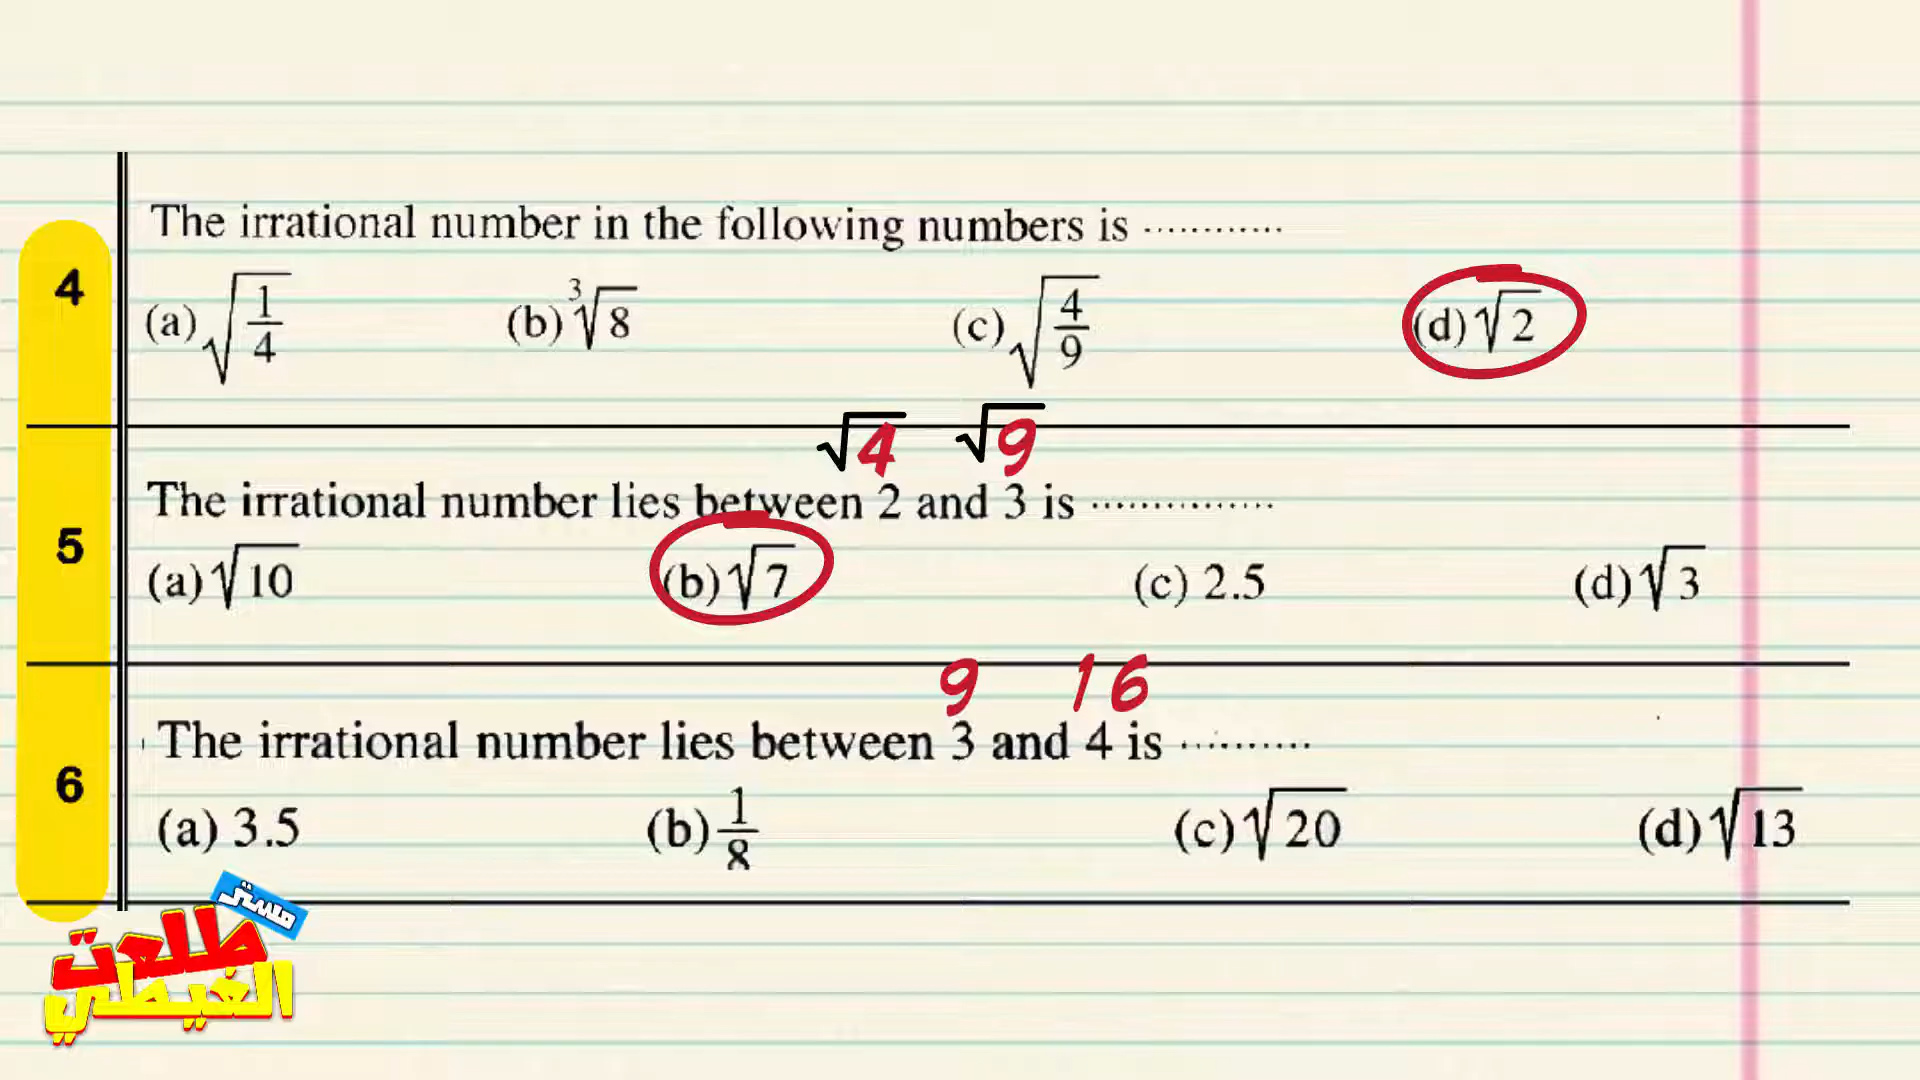 4
The irrational number in the following numbers is ............
(a) √(1/4) (b) ³√8 (c) √(4/9) (d) √2
√4 √9
5
The irrational number lies between 2 and 3 is ...............
(a) √10 (b) √7 (c) 2.5 (d) √3
9 16
6
The irrational number lies between 3 and 4 is ..........
(a) 3.5 (b) 1/8 (c) √20 (d) √13
مستر
طلعت
الغيطي